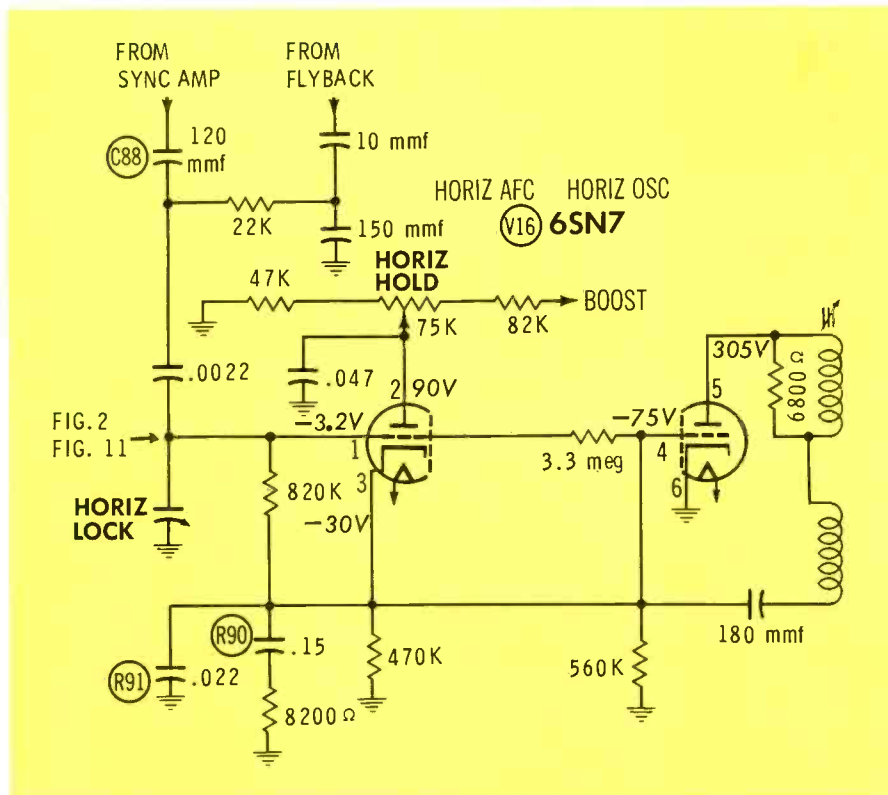 FROM
SYNC AMP
FROM
FLYBACK
C88
120
mmf
10 mmf
22K
150 mmf
HORIZ AFC HORIZ OSC
V16 6SN7
HORIZ
HOLD
47K
75K
82K
BOOST
.0022
.047
2
90V
305V
5
6800Ω
FIG. 2
FIG. 11
-3.2V
1
-75V
4
3.3 meg
3
6
HORIZ
LOCK
820K
-30V
R90
.15
R91
.022
470K
560K
180 mmf
8200Ω